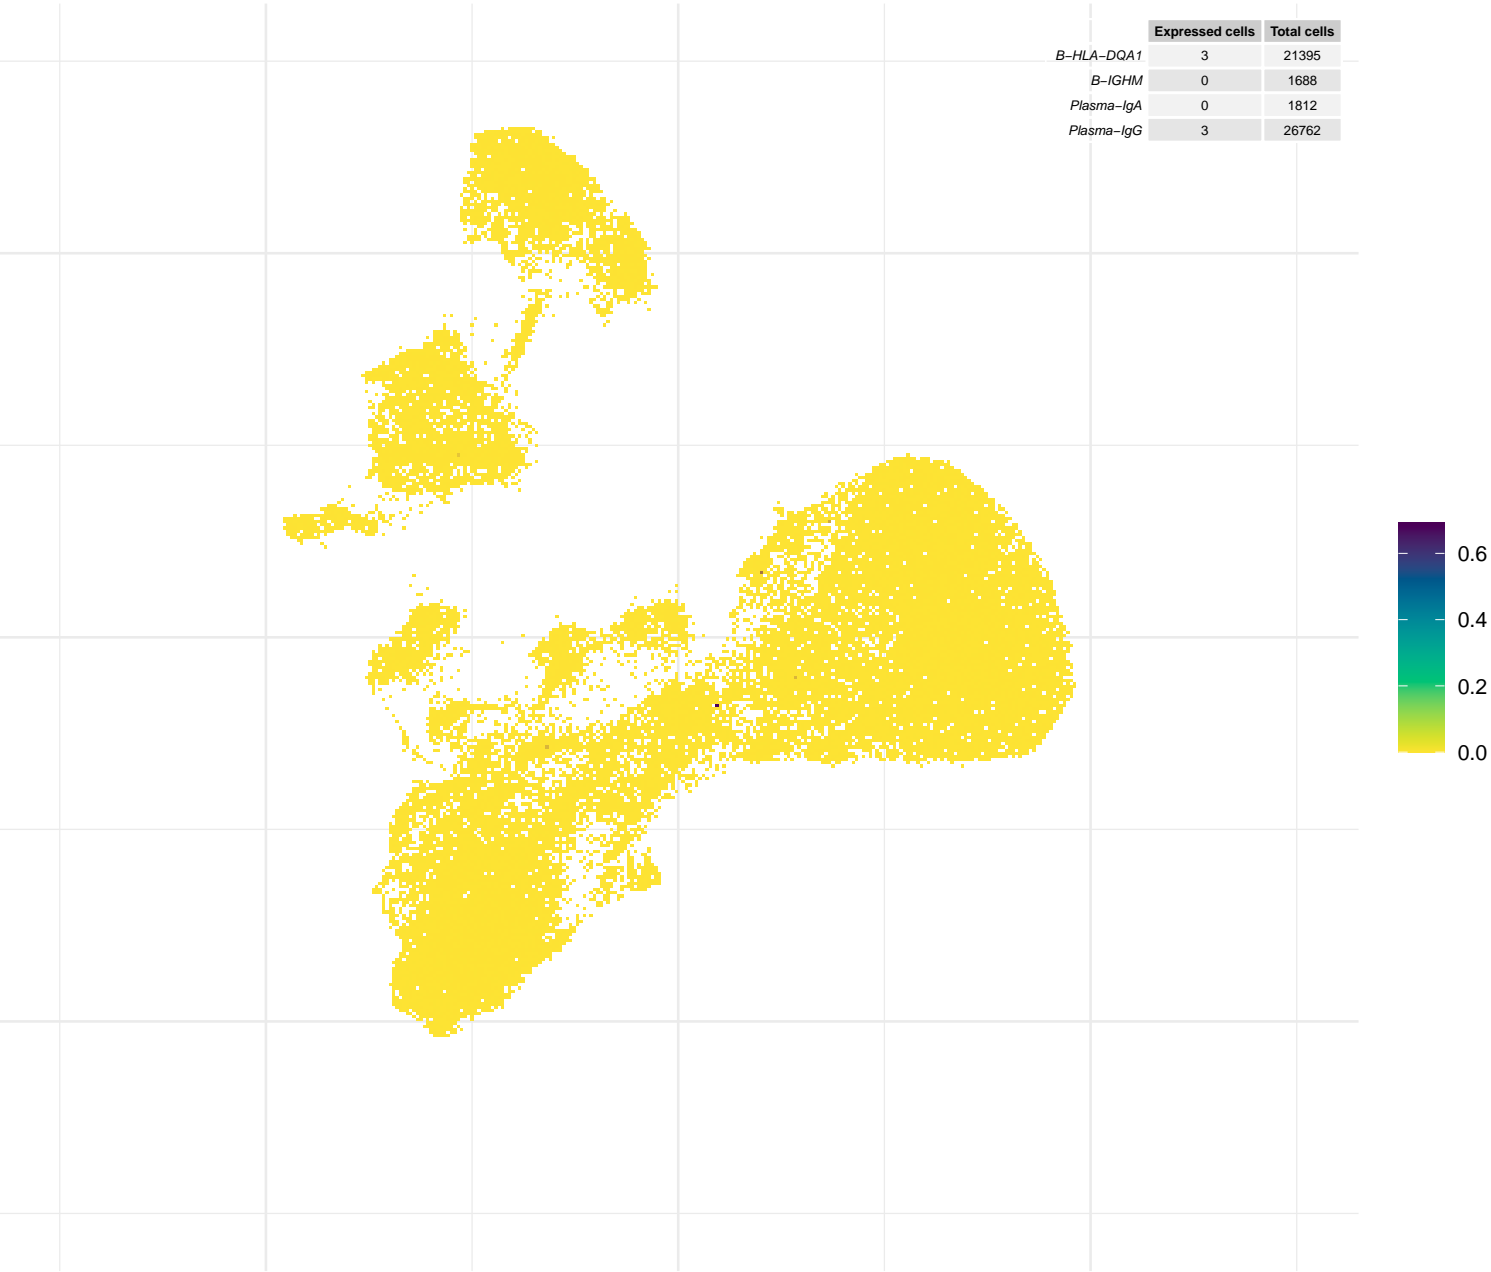 Expressed cells Total cells
B−HLA−DQA1 3 21395
B−IGHM 0 1688
Plasma−IgA 0 1812
Plasma−IgG 3 26762
0.6
0.4
0.2
0.0